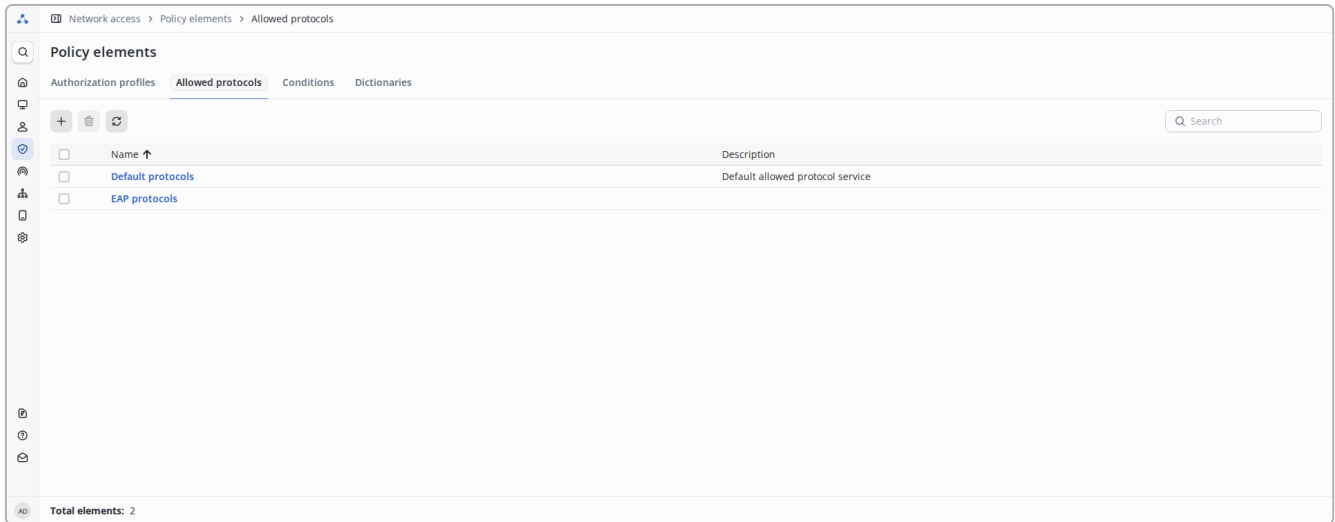 Network access > Policy elements > Allowed protocols
Policy elements
Authorization profiles Allowed protocols Conditions Dictionaries
Search
Name Description
Default protocols Default allowed protocol service
EAP protocols
AD Total elements: 2